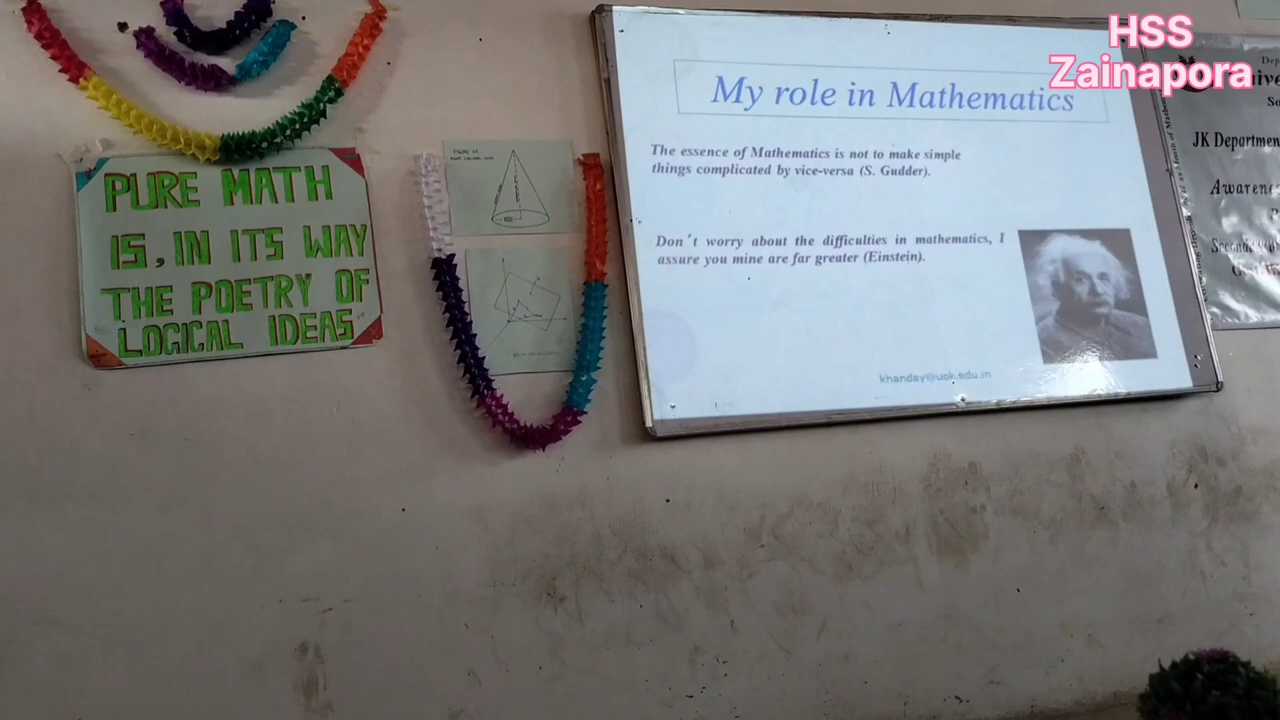 HSS
Zainapora
PURE MATH
IS, IN ITS WAY
THE POETRY OF
LOGICAL IDEAS
My role in Mathematics
The essence of Mathematics is not to make simple
things complicated by vice-versa (S. Gudder).
Don't worry about the difficulties in mathematics, I
assure you mine are far greater (Einstein).
khanday@uok.edu.in
JK Departmen
Awarene